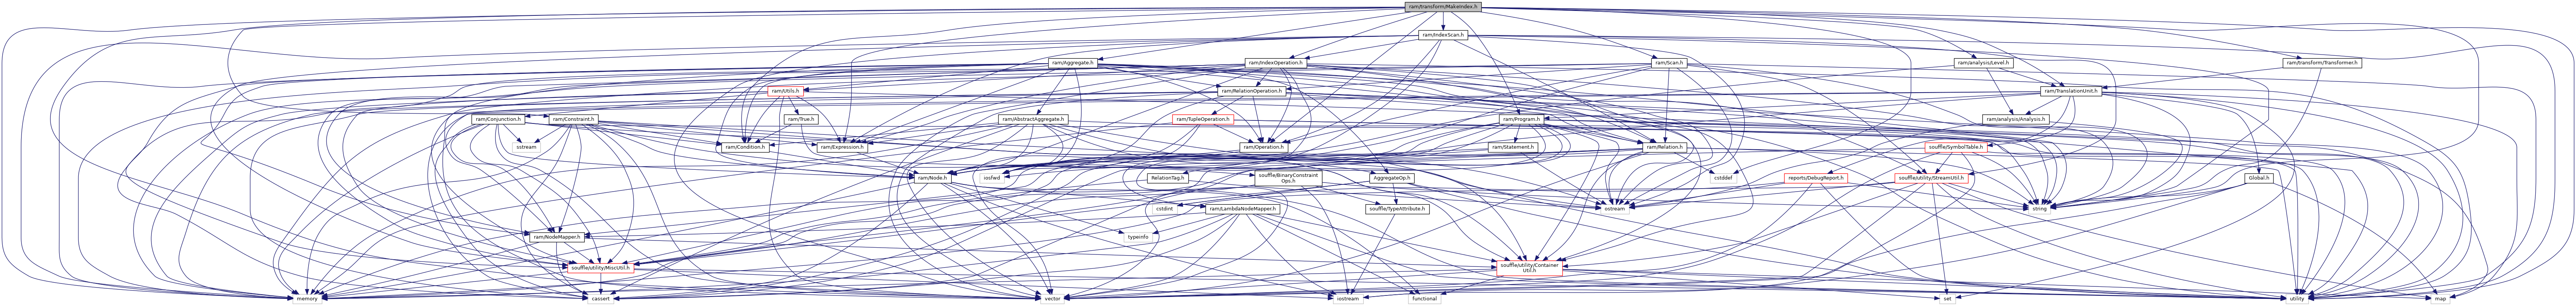 ram/transform/MakeIndex.h
ram/IndexScan.h
ram/Aggregate.h
ram/IndexOperation.h
ram/Scan.h
ram/analysis/Level.h
ram/transform/Transformer.h
ram/Utils.h
ram/RelationOperation.h
ram/TranslationUnit.h
ram/Conjunction.h
ram/Constraint.h
ram/True.h
ram/AbstractAggregate.h
ram/TupleOperation.h
ram/Program.h
ram/analysis/Analysis.h
sstream
ram/Condition.h
ram/Expression.h
ram/Operation.h
ram/Statement.h
ram/Relation.h
souffle/SymbolTable.h
ram/Node.h
iosfwd
RelationTag.h
souffle/BinaryConstraint
Ops.h
AggregateOp.h
cstddef
reports/DebugReport.h
souffle/utility/StreamUtil.h
Global.h
cstdint
ram/LambdaNodeMapper.h
souffle/TypeAttribute.h
ostream
string
ram/NodeMapper.h
typeinfo
souffle/utility/MiscUtil.h
souffle/utility/Container
Util.h
memory
cassert
vector
iostream
functional
set
utility
map